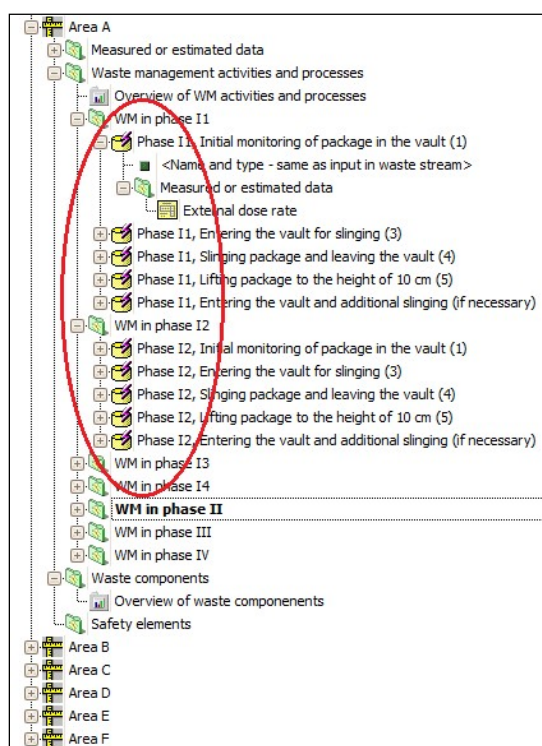 Area A
Measured or estimated data
Waste management activities and processes
Overview of WM activities and processes
WM in phase I1
Phase I1, Initial monitoring of package in the vault (1)
<Name and type - same as input in waste stream>
Measured or estimated data
External dose rate
Phase I1, Entering the vault for slinging (3)
Phase I1, Slinging package and leaving the vault (4)
Phase I1, Lifting package to the height of 10 cm (5)
Phase I1, Entering the vault and additional slinging (if necessary)
WM in phase I2
Phase I2, Initial monitoring of package in the vault (1)
Phase I2, Entering the vault for slinging (3)
Phase I2, Slinging package and leaving the vault (4)
Phase I2, Lifting package to the height of 10 cm (5)
Phase I2, Entering the vault and additional slinging (if necessary)
WM in phase I3
WM in phase I4
WM in phase II
WM in phase III
WM in phase IV
Waste components
Overview of waste componenents
Safety elements
Area B
Area C
Area D
Area E
Area F